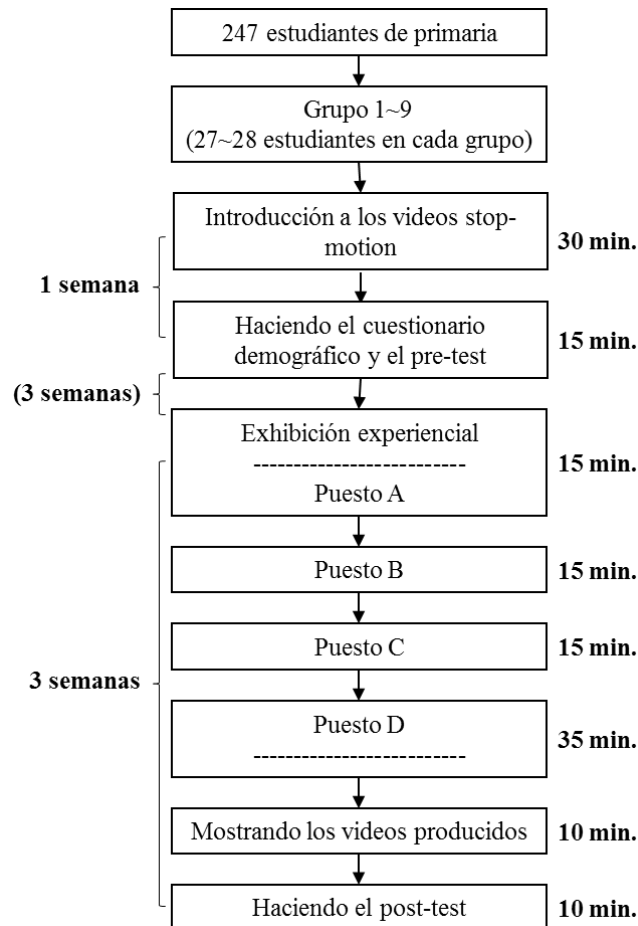 247 estudiantes de primaria
Grupo 1~9
(27~28 estudiantes en cada grupo)
Introducción a los videos stop-
motion
30 min.
1 semana
Haciendo el cuestionario
demográfico y el pre-test
15 min.
(3 semanas)
Exhibición experiencial
---------------------------
Puesto A
15 min.
Puesto B
15 min.
Puesto C
15 min.
3 semanas
Puesto D
---------------------------
35 min.
Mostrando los videos producidos
10 min.
Haciendo el post-test
10 min.